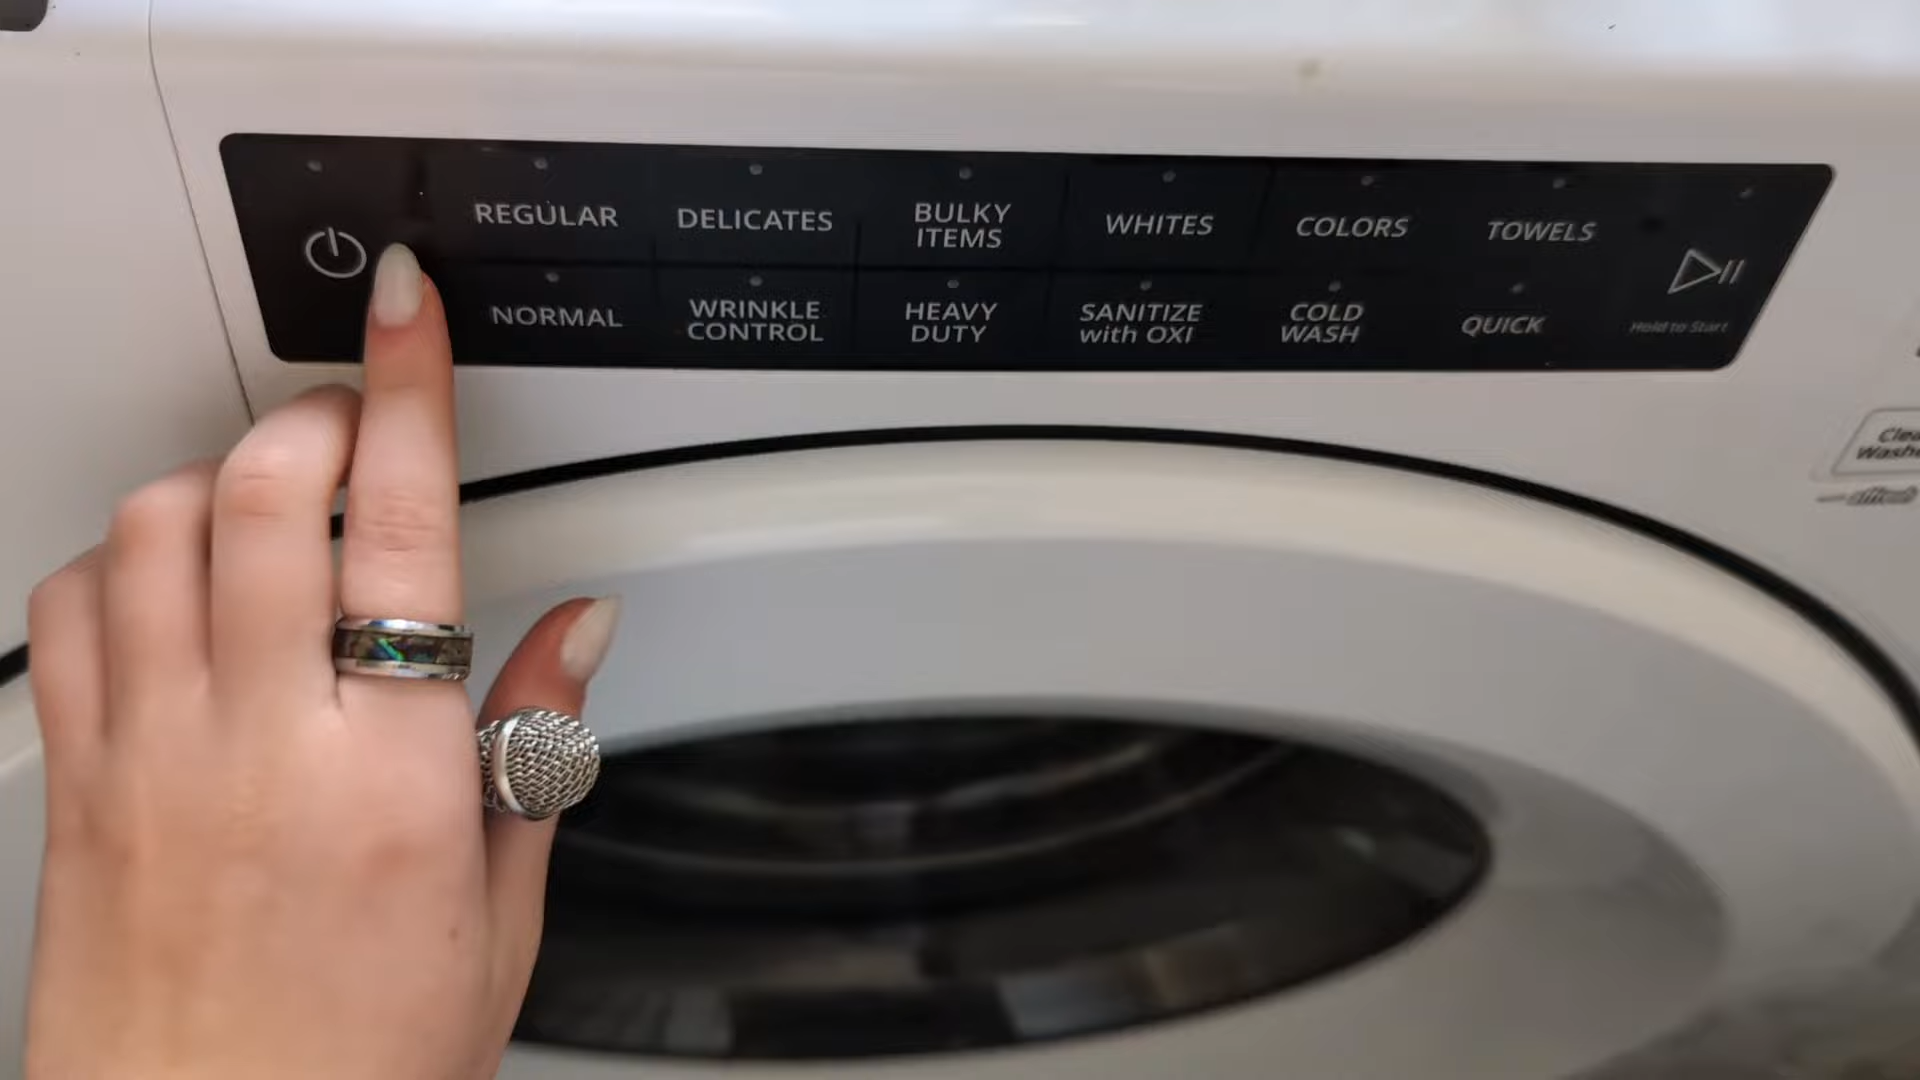 REGULAR
DELICATES
BULKY
ITEMS
WHITES
COLORS
TOWELS
NORMAL
WRINKLE
CONTROL
HEAVY
DUTY
SANITIZE
with OXI
COLD
WASH
QUICK
Hold to Start